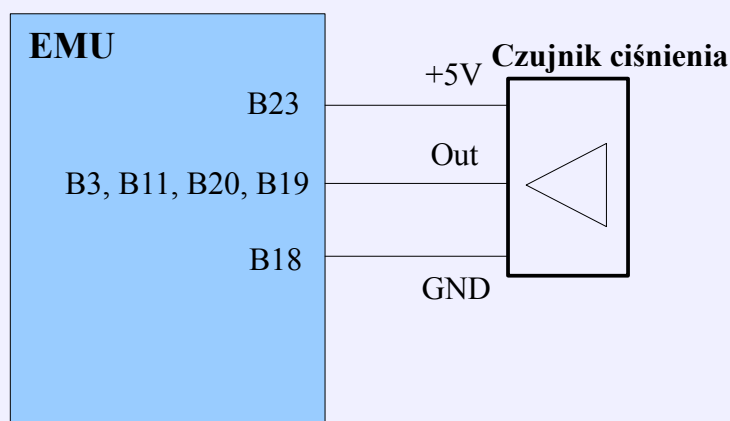 EMU
Czujnik ciśnienia
+5V
B23
Out
B3, B11, B20, B19
B18
GND